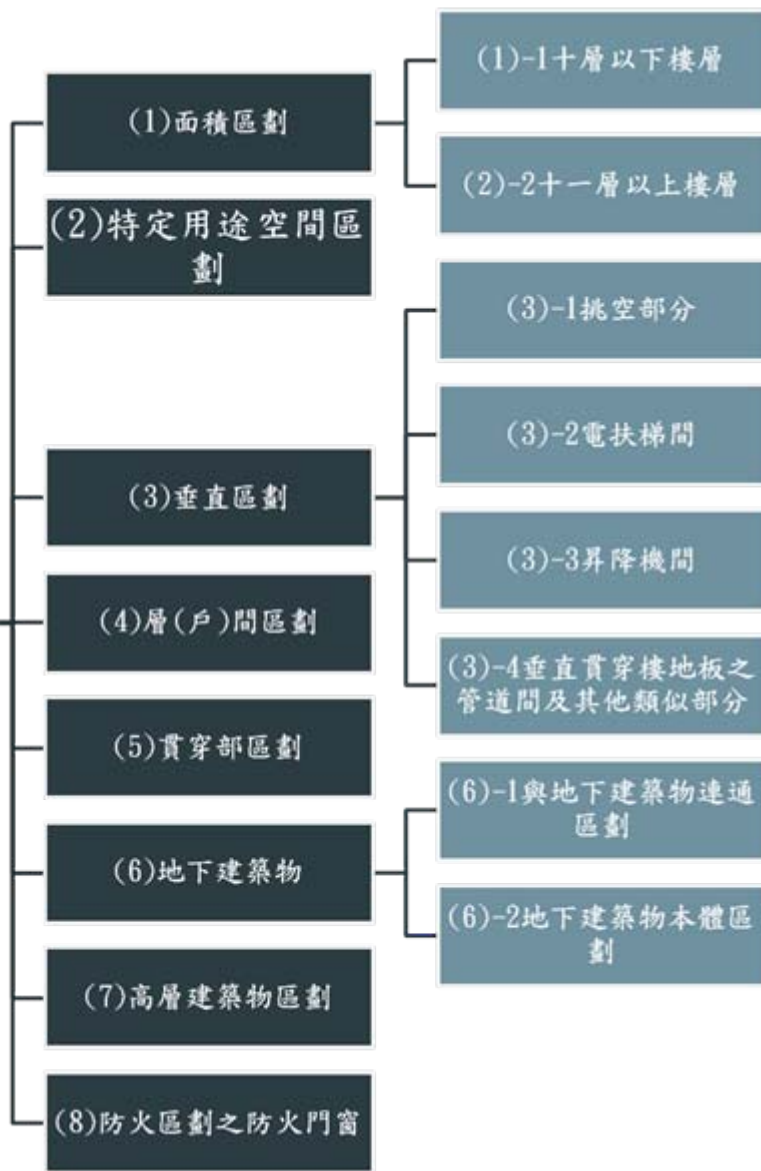 (1)面積區劃
(1)-1十層以下樓層
(2)-2十一層以上樓層
(2)特定用途空間區
劃
(3)垂直區劃
(3)-1挑空部分
(3)-2電扶梯間
(3)-3昇降機間
(3)-4垂直貫穿樓地板之
管道間及其他類似部分
(4)層(戶)間區劃
(5)貫穿部區劃
(6)地下建築物
(6)-1與地下建築物連通
區劃
(6)-2地下建築物本體區
劃
(7)高層建築物區劃
(8)防火區劃之防火門窗